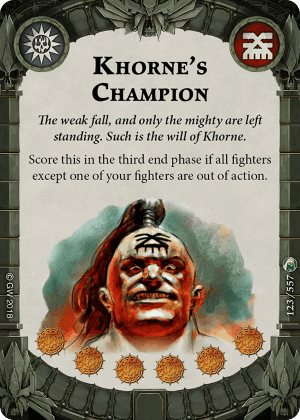 KHORNE'S
CHAMPION
The weak fall, and only the mighty are left
standing. Such is the will of Khorne.
Score this in the third end phase if all fighters
except one of your fighters are out of action.
© GW 2018
123/557